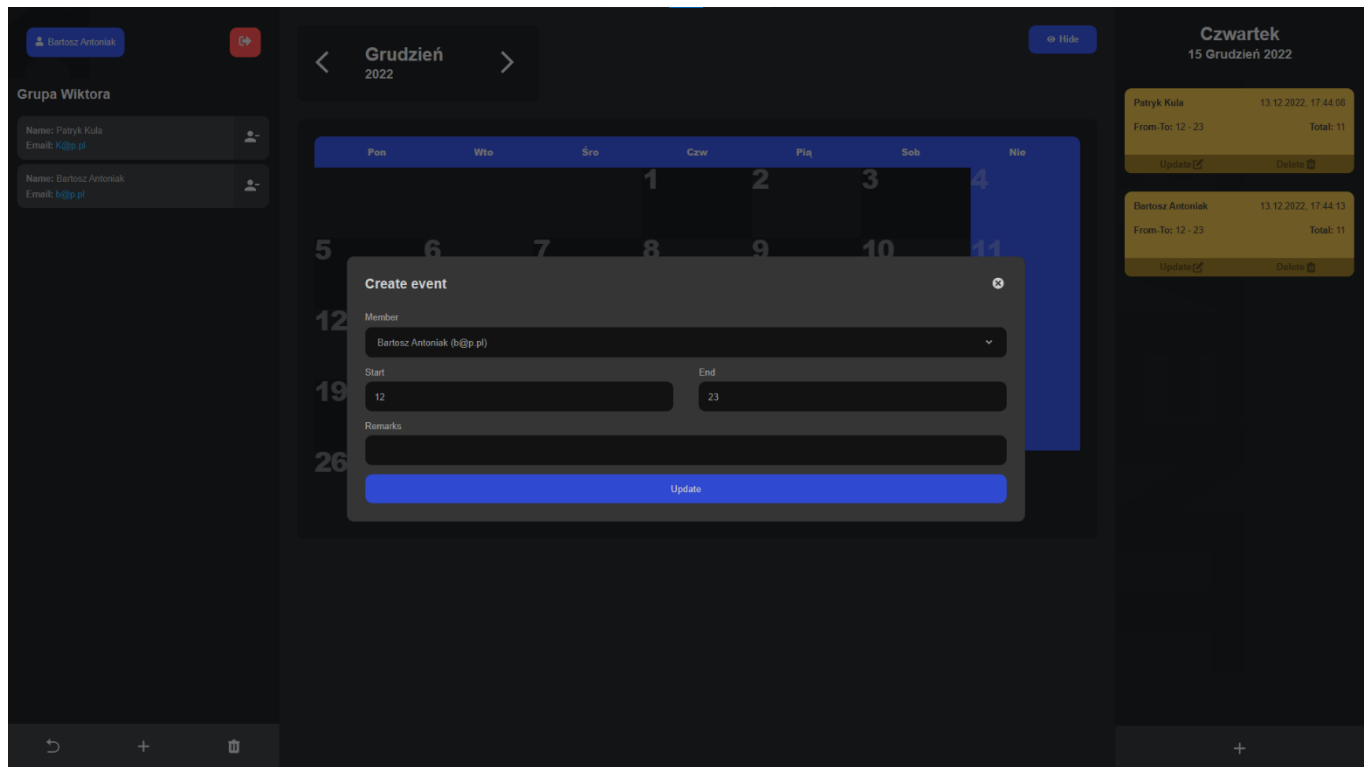 Bartosz Antoniak
Grupa Wiktora
Name: Patryk Kula
Email: K@p.pl
Name: Bartosz Antoniak
Email: b@p.pl
Grudzień
2022
Hide
Pon Wto Śro Czw Pią Sob Nie
1 2 3 4
5 6 7 8 9 10 11
12
19
26
Create event
Member
Bartosz Antoniak (b@p.pl)
Start End
12 23
Remarks
Update
Czwartek
15 Grudzień 2022
Patryk Kula 13.12.2022, 17:44:08
From-To: 12 - 23 Total: 11
Update Delete
Bartosz Antoniak 13.12.2022, 17:44:13
From-To: 12 - 23 Total: 11
Update Delete